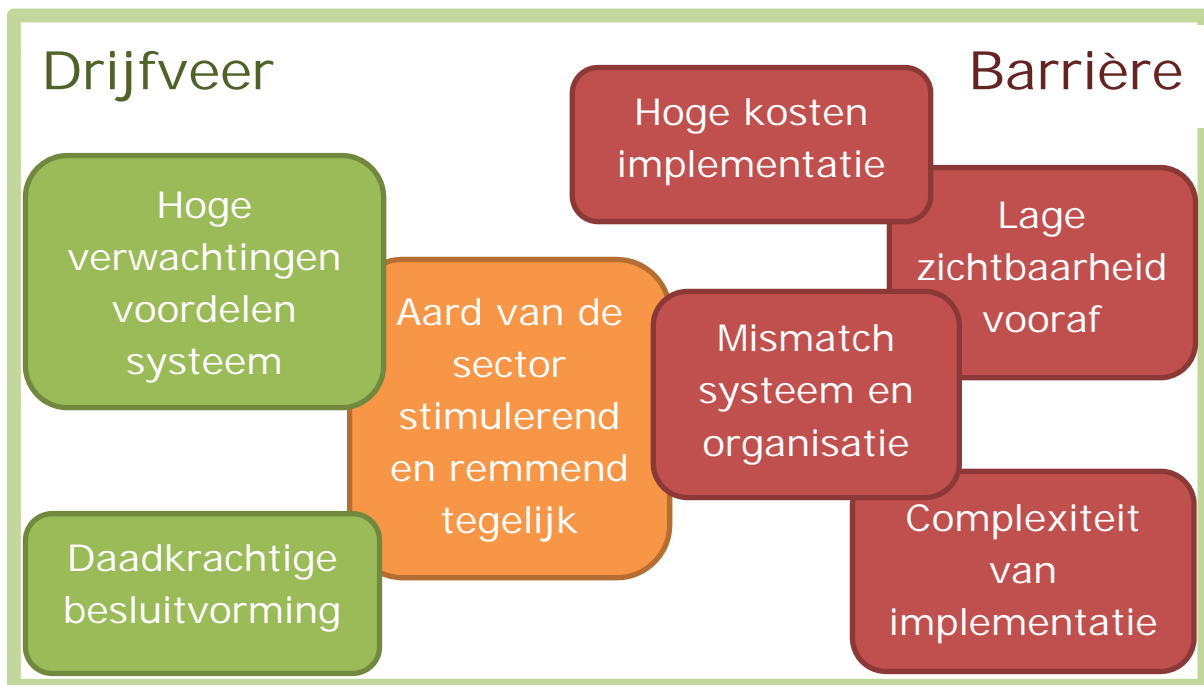 Drijfveer
Barrière
Hoge
verwachtingen
voordelen
systeem
Daadkrachtige
besluitvorming
Aard van de
sector
stimulerend
en remmend
tegelijk
Hoge kosten
implementatie
Lage
zichtbaarheid
vooraf
Mismatch
systeem en
organisatie
Complexiteit
van
implementatie